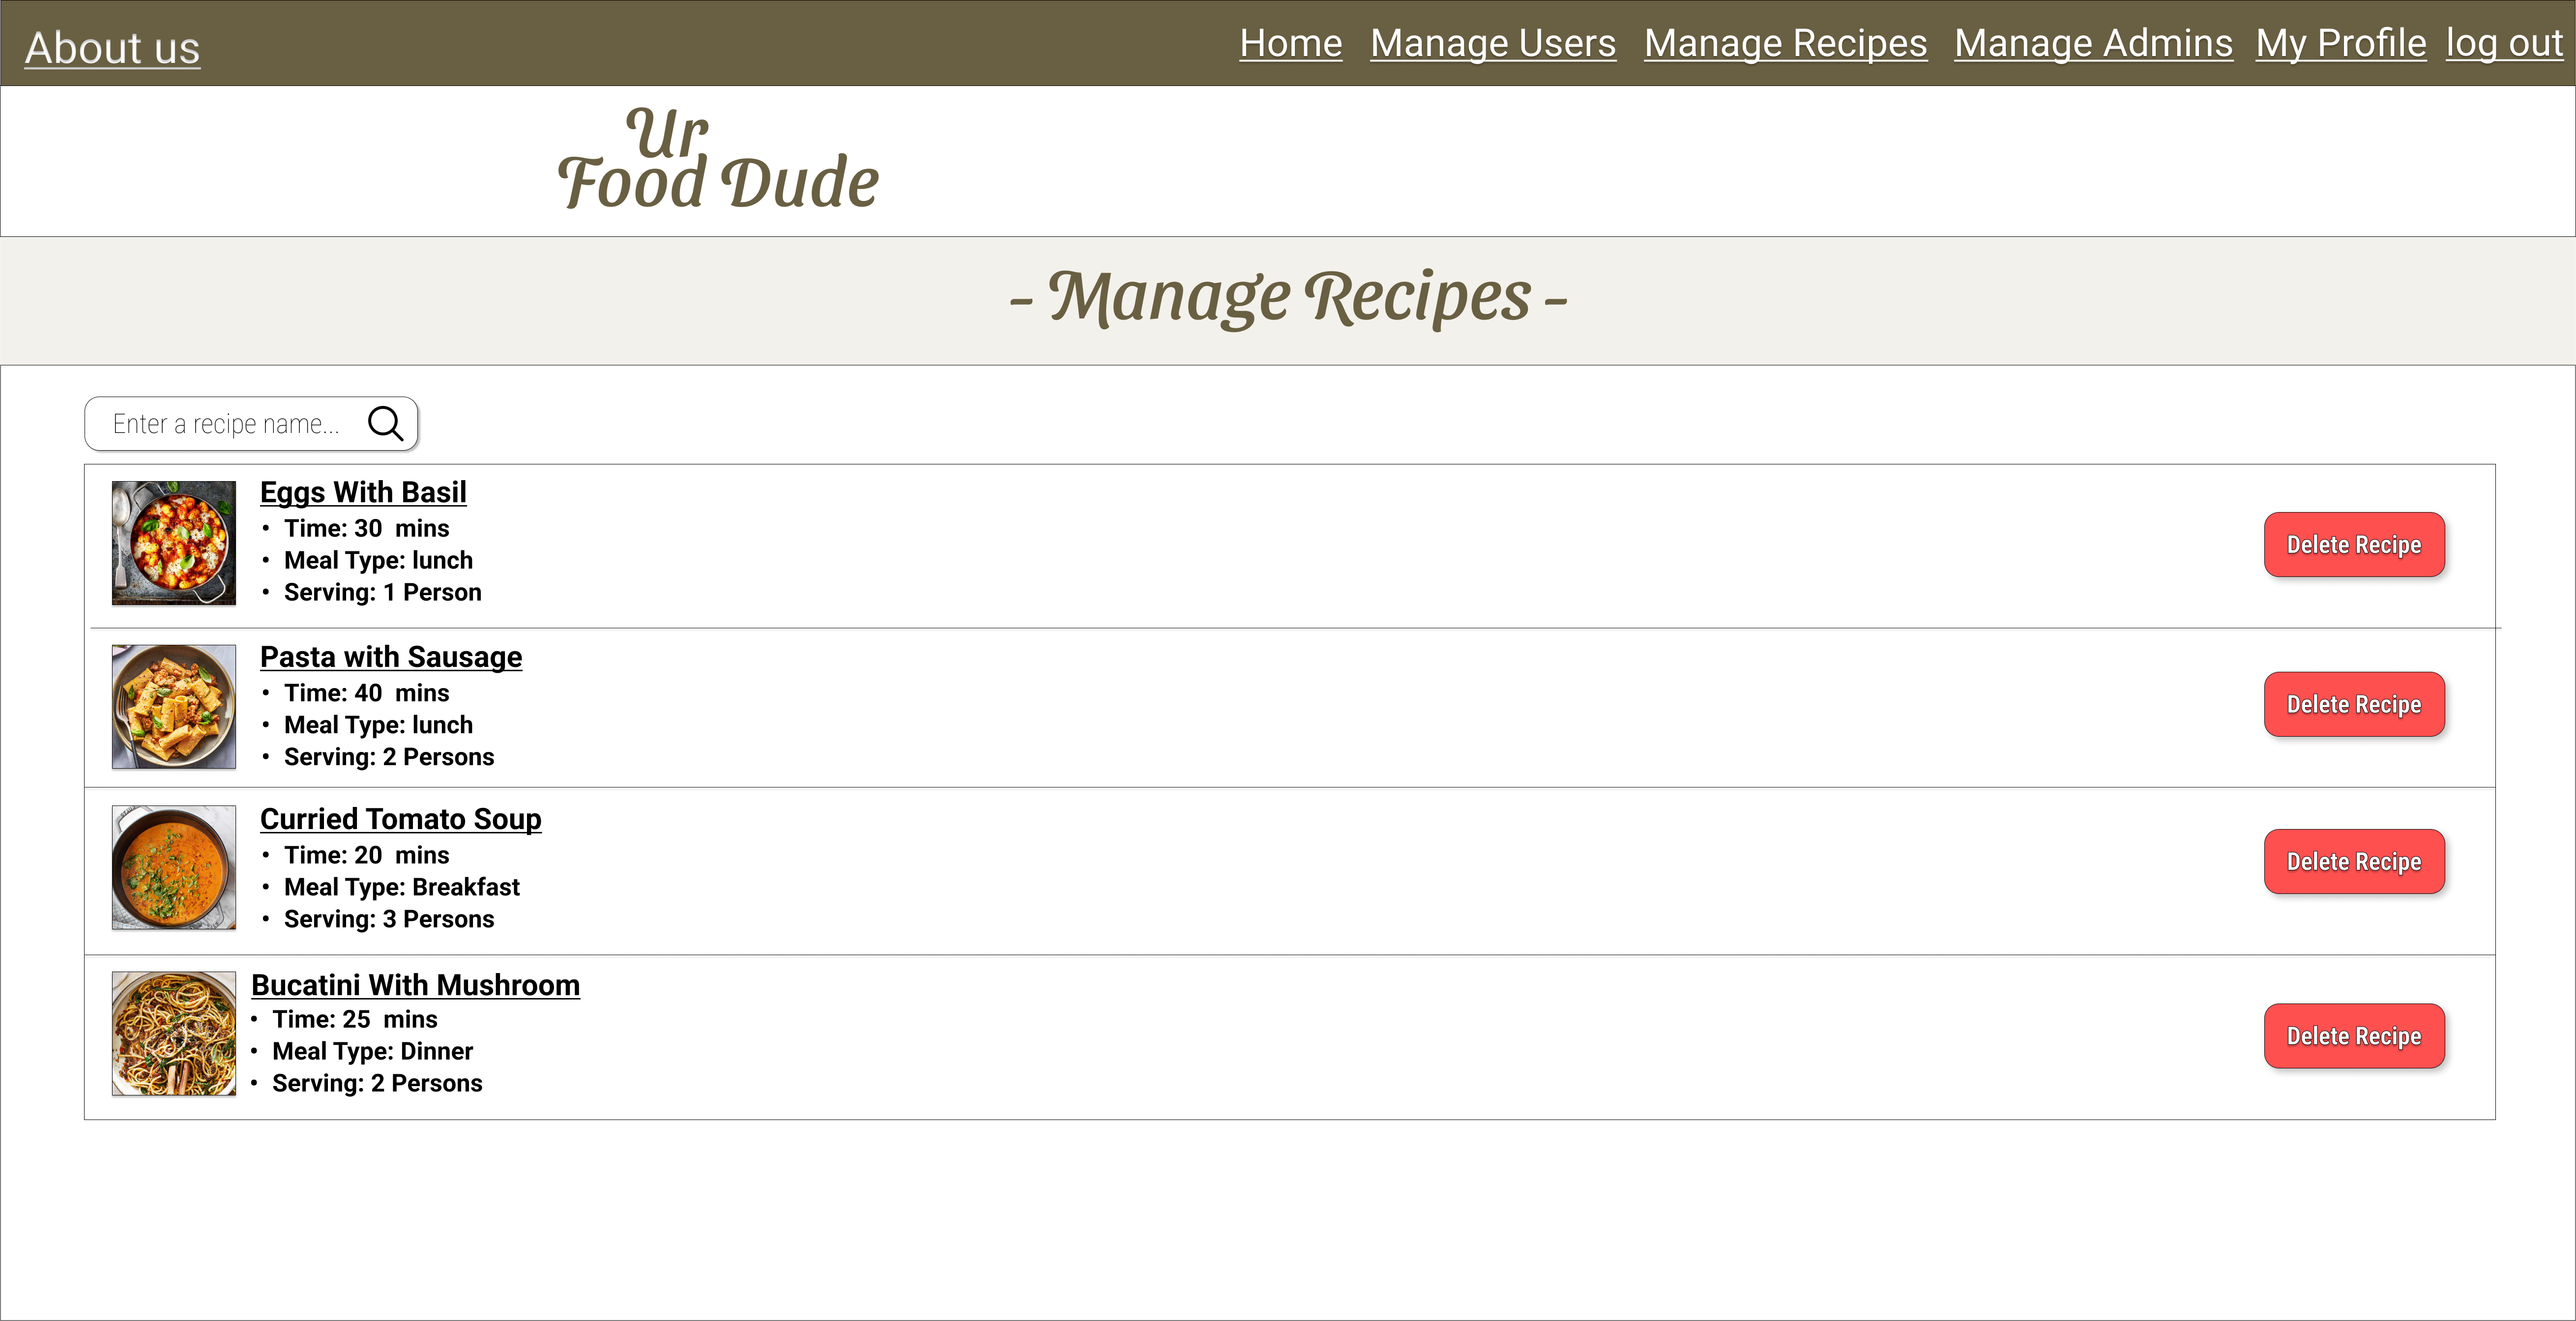 About us
Home Manage Users Manage Recipes Manage Admins My Profile log out
Ur
Food Dude
- Manage Recipes -
Enter a recipe name...
Eggs With Basil
• Time: 30  mins
• Meal Type: lunch
• Serving: 1 Person
Delete Recipe
Pasta with Sausage
• Time: 40  mins
• Meal Type: lunch
• Serving: 2 Persons
Delete Recipe
Curried Tomato Soup
• Time: 20  mins
• Meal Type: Breakfast
• Serving: 3 Persons
Delete Recipe
Bucatini With Mushroom
• Time: 25  mins
• Meal Type: Dinner
• Serving: 2 Persons
Delete Recipe